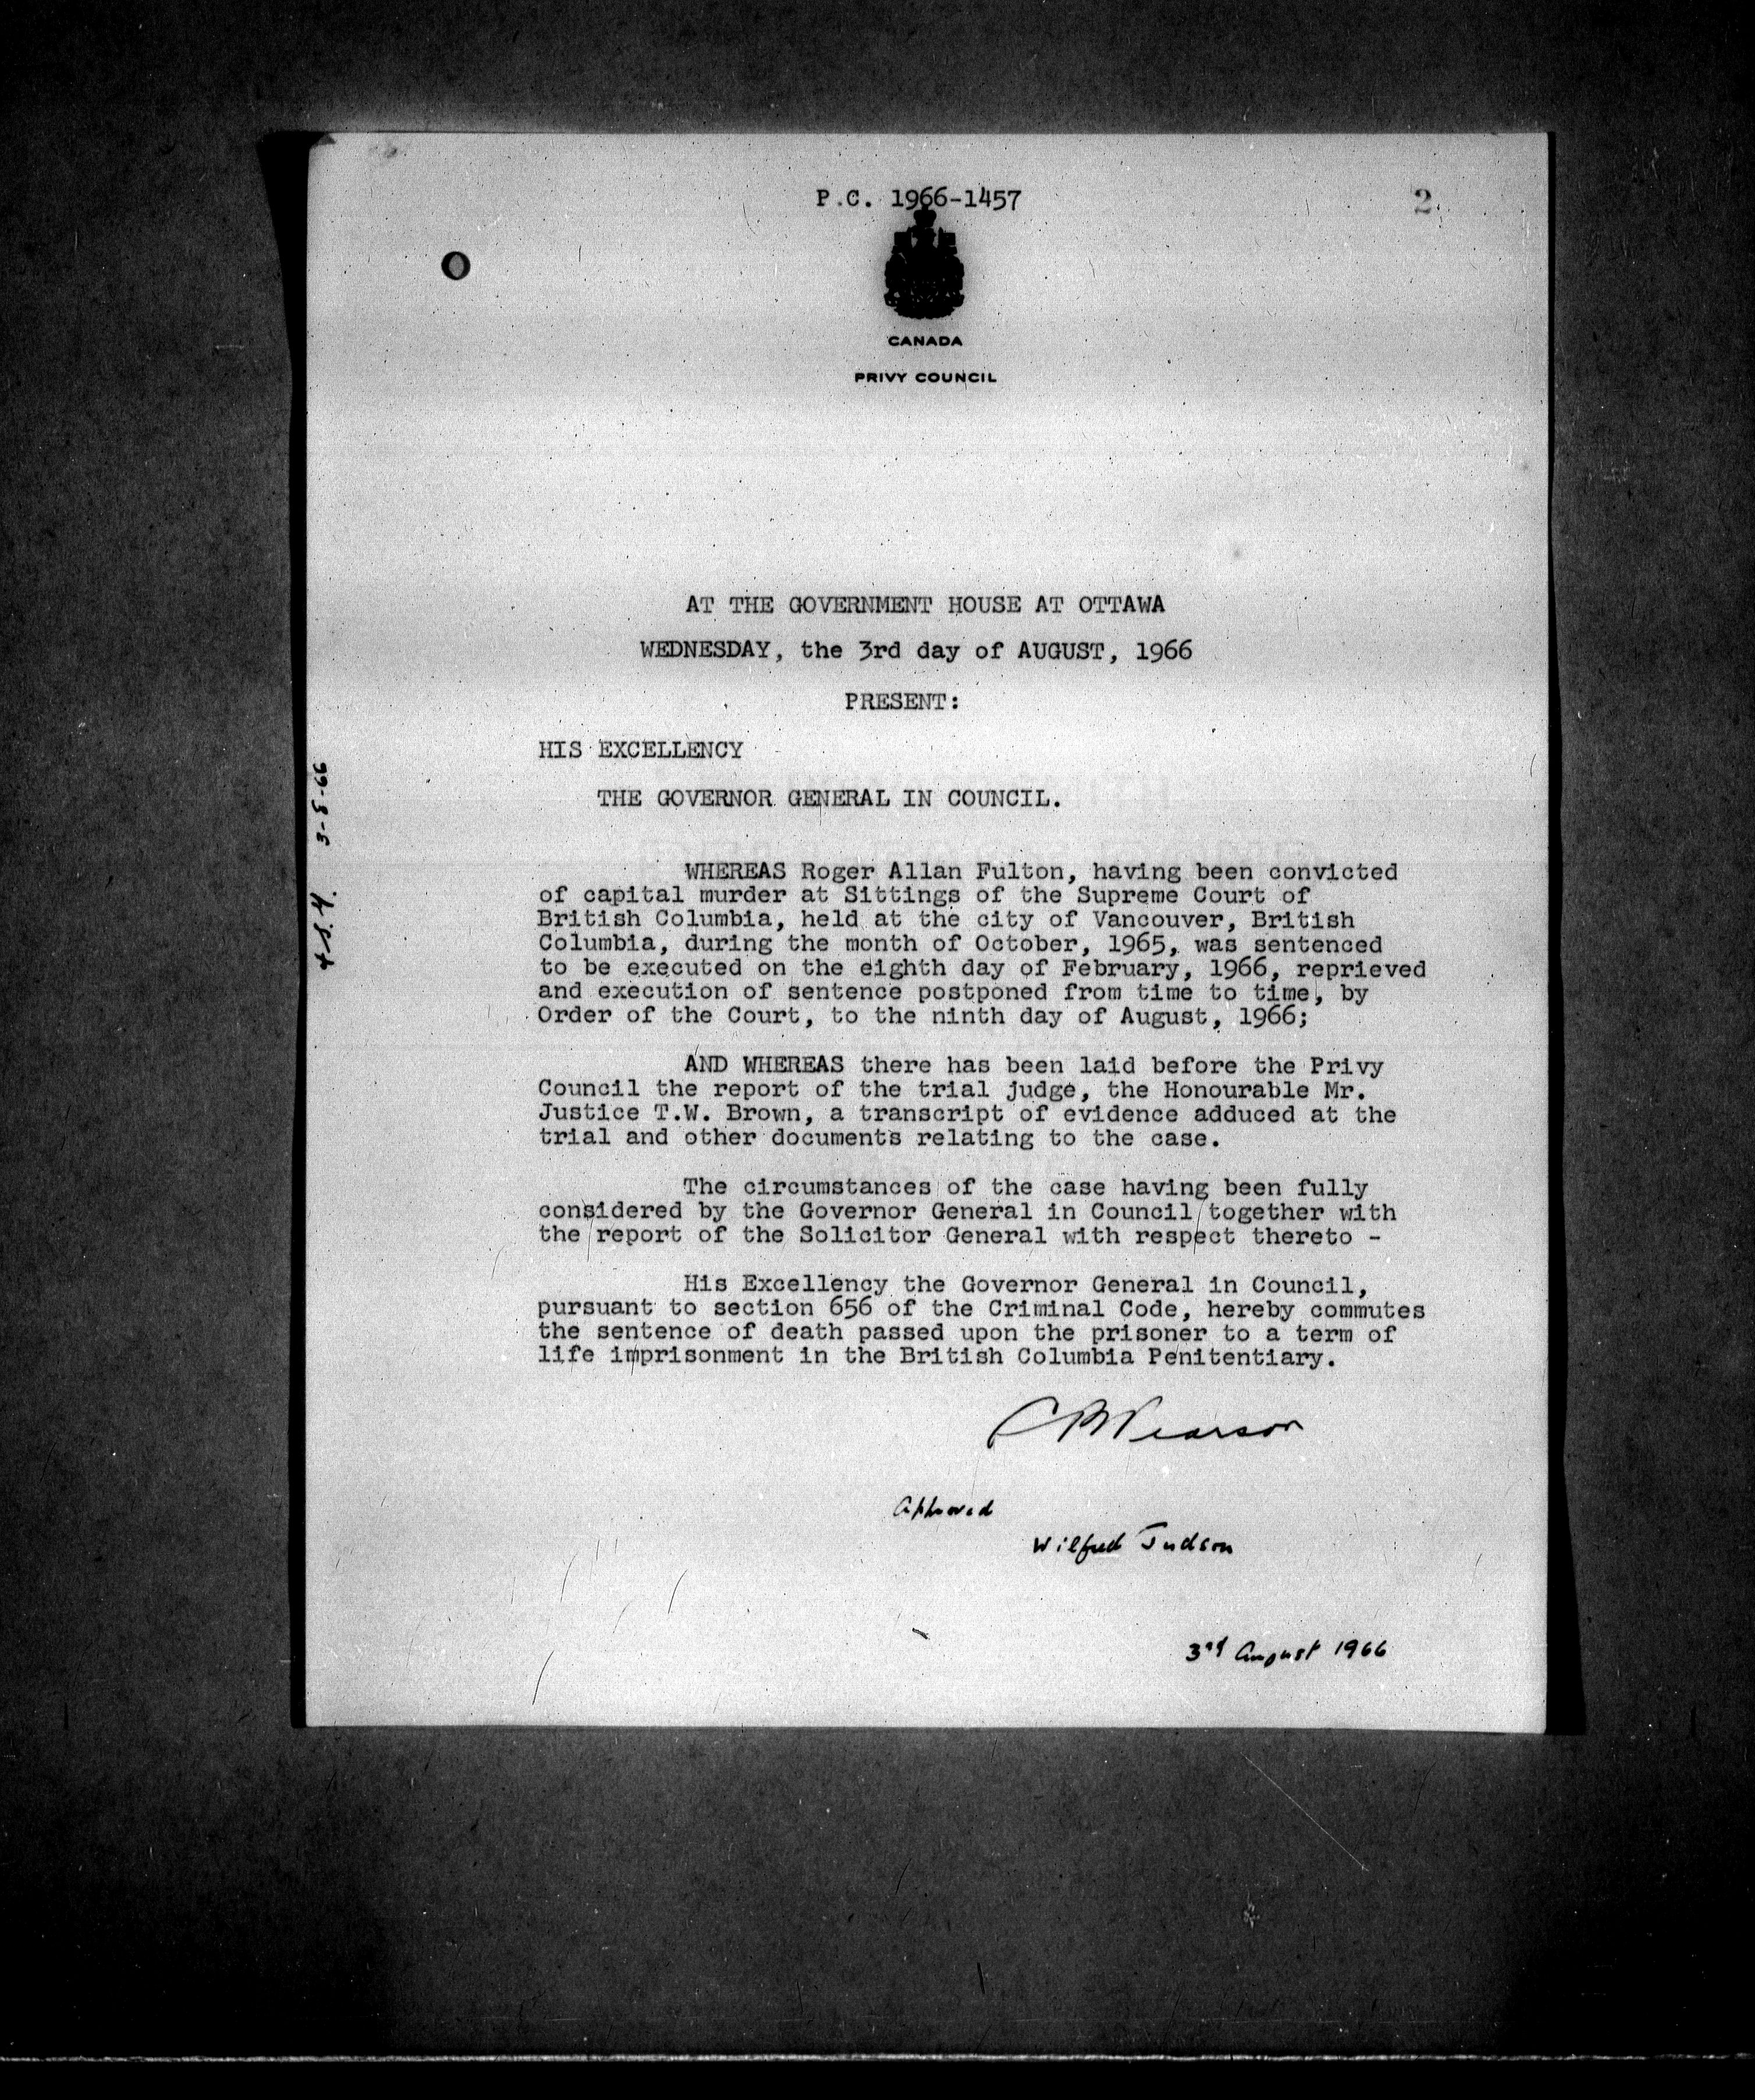 P.C. 1966-1457
2
CANADA
PRIVY COUNCIL
AT THE GOVERNMENT HOUSE AT OTTAWA
WEDNESDAY, the 3rd day of AUGUST, 1966
PRESENT:
HIS EXCELLENCY
THE GOVERNOR GENERAL IN COUNCIL.
WHEREAS Roger Allan Fulton, having been convicted
of capital murder at Sittings of the Supreme Court of
British Columbia, held at the city of Vancouver, British
Columbia, during the month of October, 1965, was sentenced
to be executed on the eighth day of February, 1966, reprieved
and execution of sentence postponed from time to time, by
Order of the Court, to the ninth day of August, 1966;
AND WHEREAS there has been laid before the Privy
Council the report of the trial judge, the Honourable Mr.
Justice T.W. Brown, a transcript of evidence adduced at the
trial and other documents relating to the case.
The circumstances of the case having been fully
considered by the Governor General in Council together with
the report of the Solicitor General with respect thereto -
His Excellency the Governor General in Council,
pursuant to section 656 of the Criminal Code, hereby commutes
the sentence of death passed upon the prisoner to a term of
life imprisonment in the British Columbia Penitentiary.
Pearson
Approved
Wilfred Judson
3rd August 1966
3-8-66